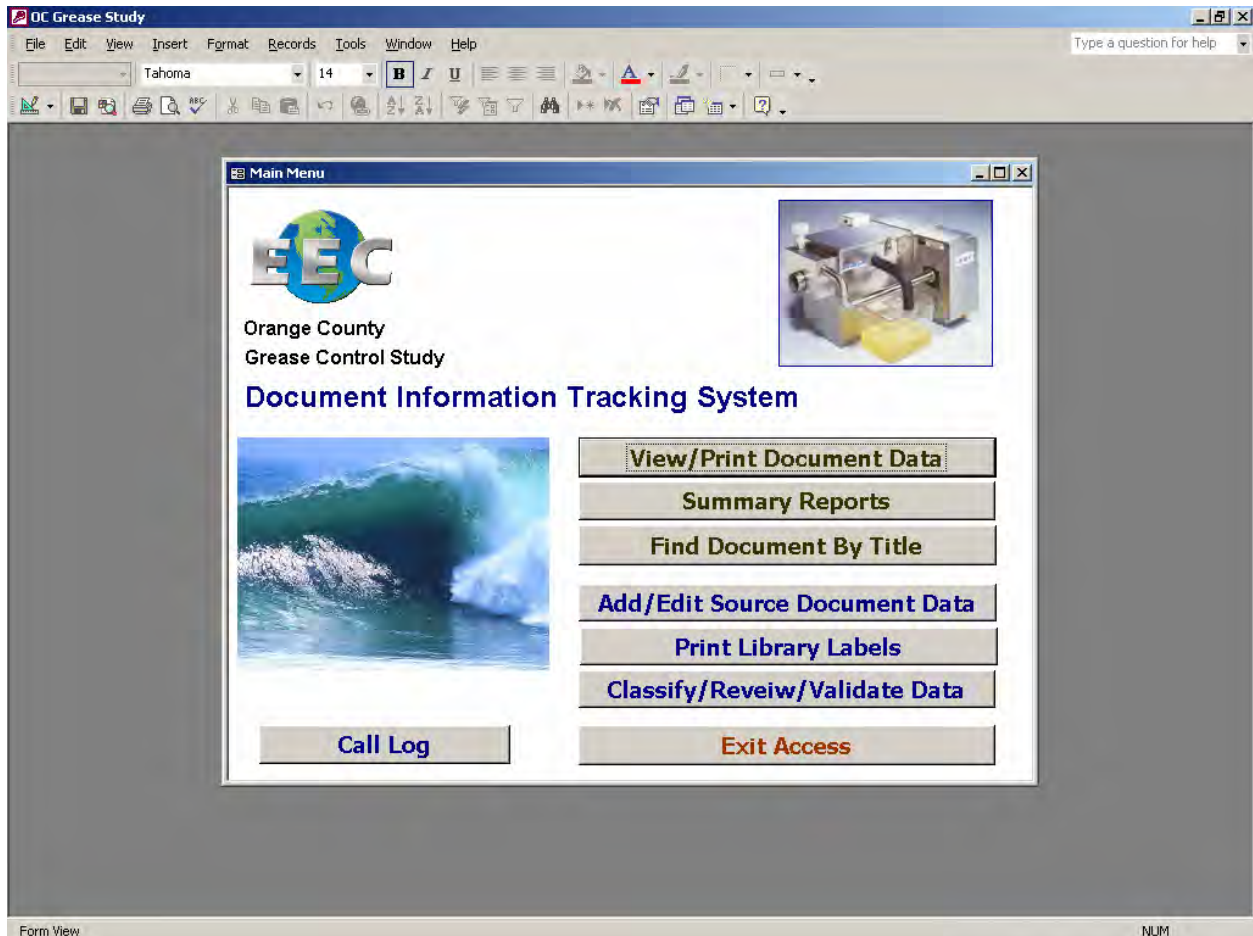 OC Grease Study
File Edit View Insert Format Records Tools Window Help
Type a question for help
Tahoma 14 B I U
Main Menu
EEC
Orange County
Grease Control Study
Document Information Tracking System
View/Print Document Data
Summary Reports
Find Document By Title
Add/Edit Source Document Data
Print Library Labels
Classify/Reveiw/Validate Data
Call Log
Exit Access
Form View
NUM